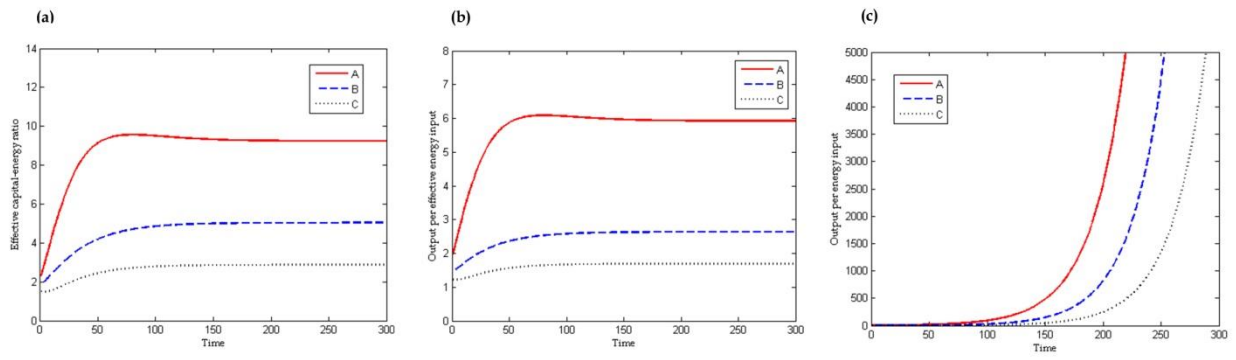 (a)
Effective capital-energy ratio
14
12
10
8
6
4
2
0
A
B
C
0 50 100 150 200 250 300
Time
(b)
Output per effective energy input
8
7
6
5
4
3
2
1
0
A
B
C
0 50 100 150 200 250 300
Time
(c)
Output per energy input
5000
4500
4000
3500
3000
2500
2000
1500
1000
500
0
A
B
C
0 50 100 150 200 250 300
Time